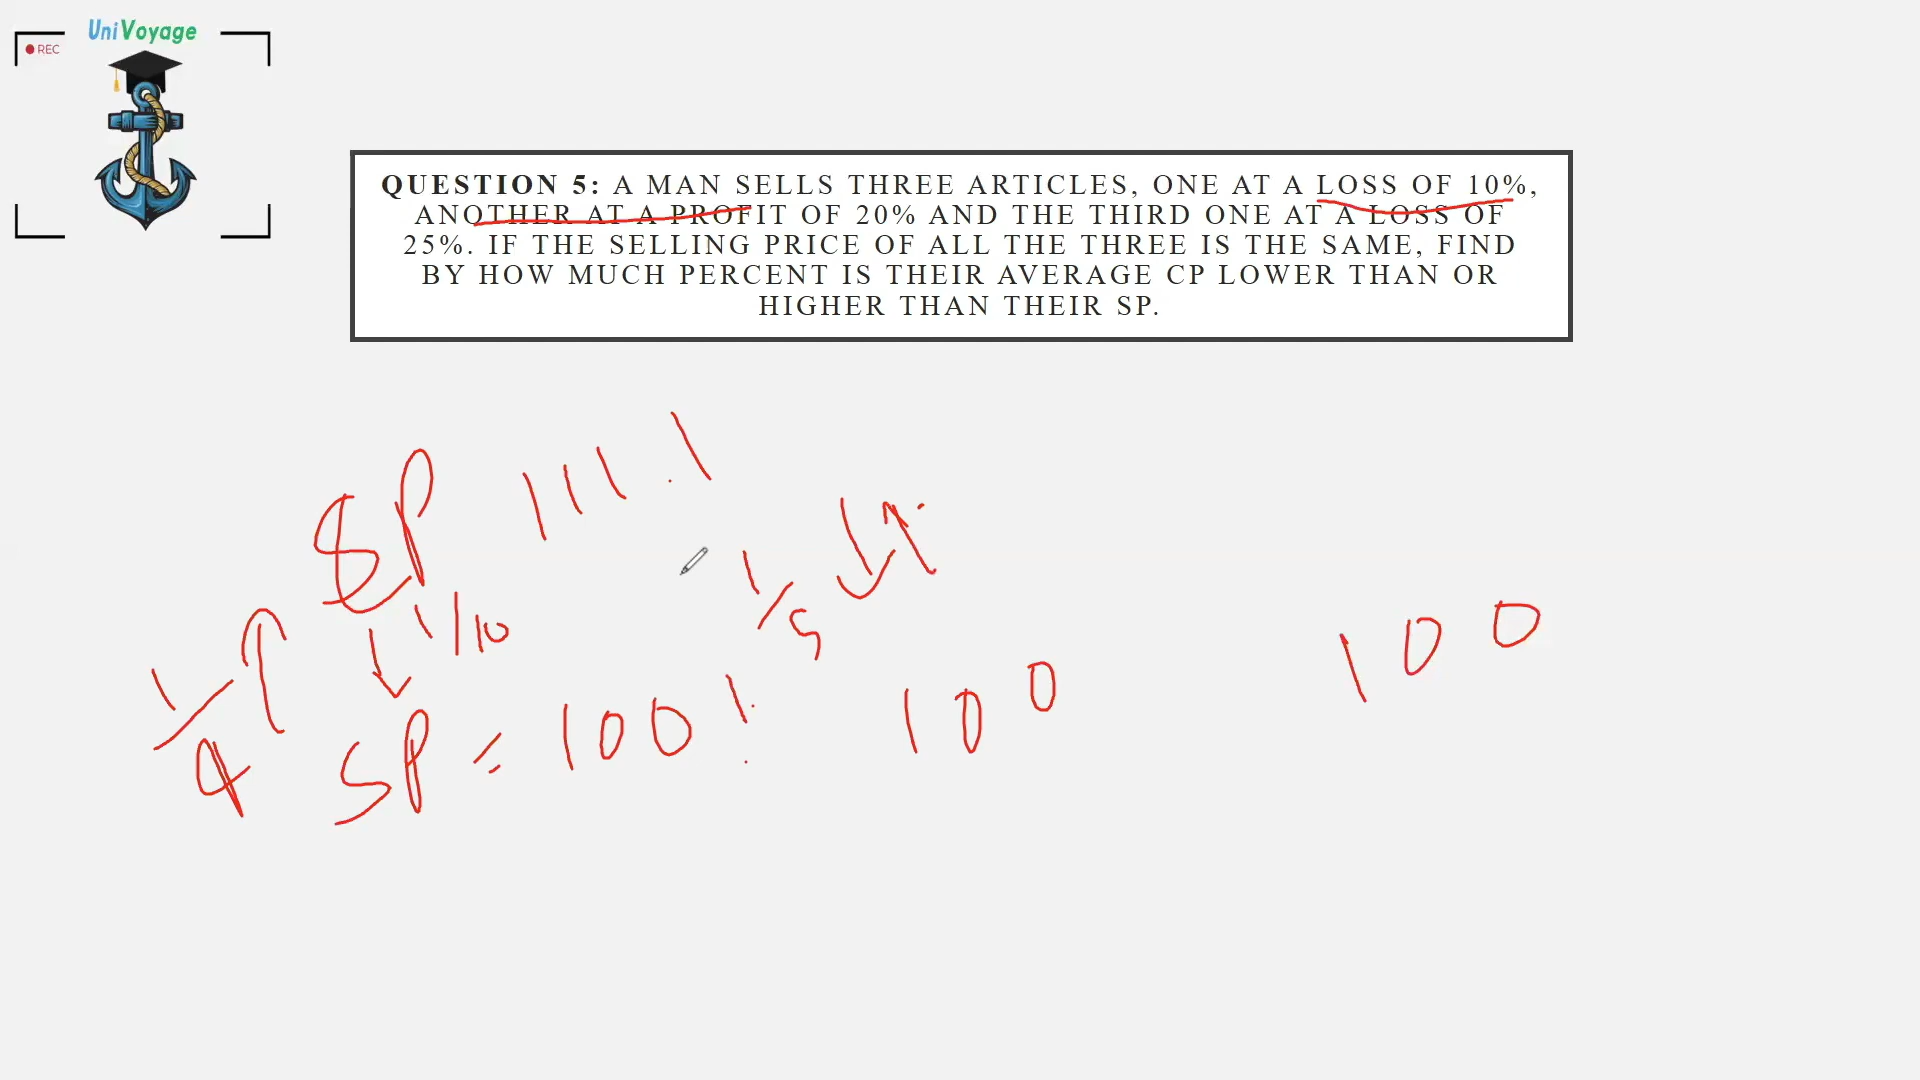 UniVoyage
REC
QUESTION 5: A MAN SELLS THREE ARTICLES, ONE AT A LOSS OF 10%,
ANOTHER AT A PROFIT OF 20% AND THE THIRD ONE AT A LOSS OF
25%. IF THE SELLING PRICE OF ALL THE THREE IS THE SAME, FIND
BY HOW MUCH PERCENT IS THEIR AVERAGE CP LOWER THAN OR
HIGHER THAN THEIR SP.
111.1
1/10
1/5
1/4
SP = 100 100 100